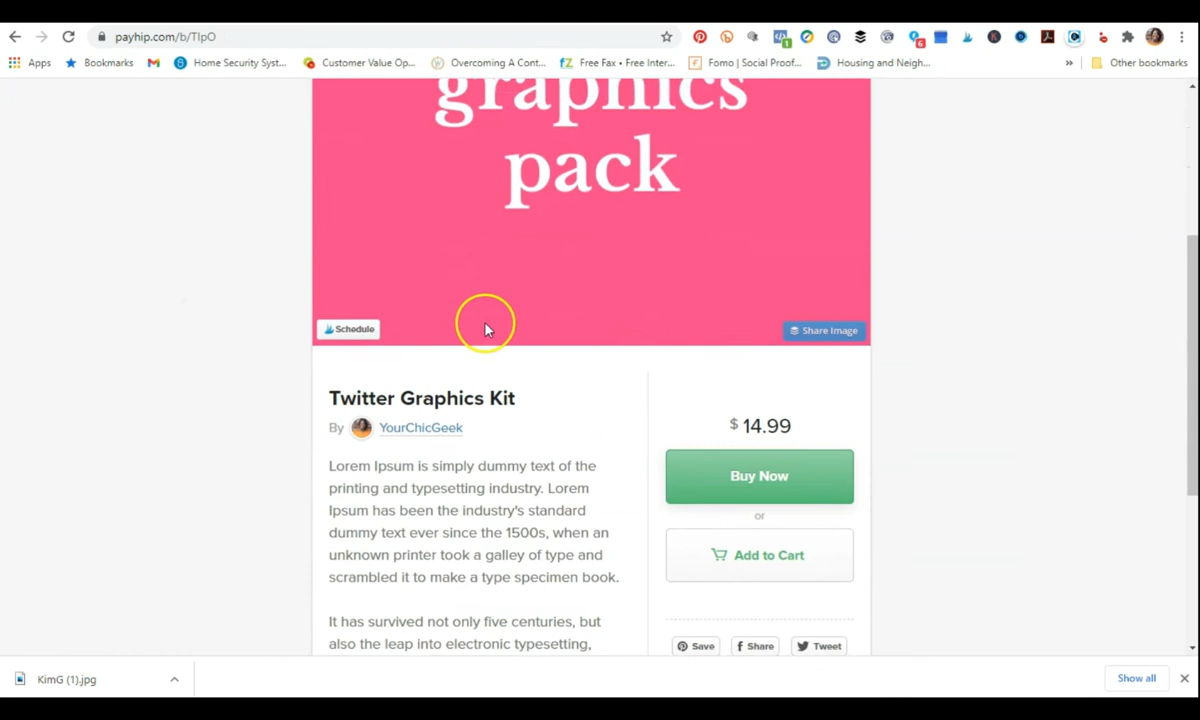 payhip.com/b/TIpO
6
Apps
Bookmarks
Home Security Syst...
Customer Value Op...
Overcoming A Cont...
Free Fax • Free Inter...
Fomo | Social Proof...
Housing and Neigh...
»
Other bookmarks
graphics
pack
Schedule
Share Image
Twitter Graphics Kit
By YourChicGeek
Lorem Ipsum is simply dummy text of the
printing and typesetting industry. Lorem
Ipsum has been the industry's standard
dummy text ever since the 1500s, when an
unknown printer took a galley of type and
scrambled it to make a type specimen book.
It has survived not only five centuries, but
also the leap into electronic typesetting,
$ 14.99
Buy Now
or
Add to Cart
Save
Share
Tweet
KimG (1).jpg
Show all